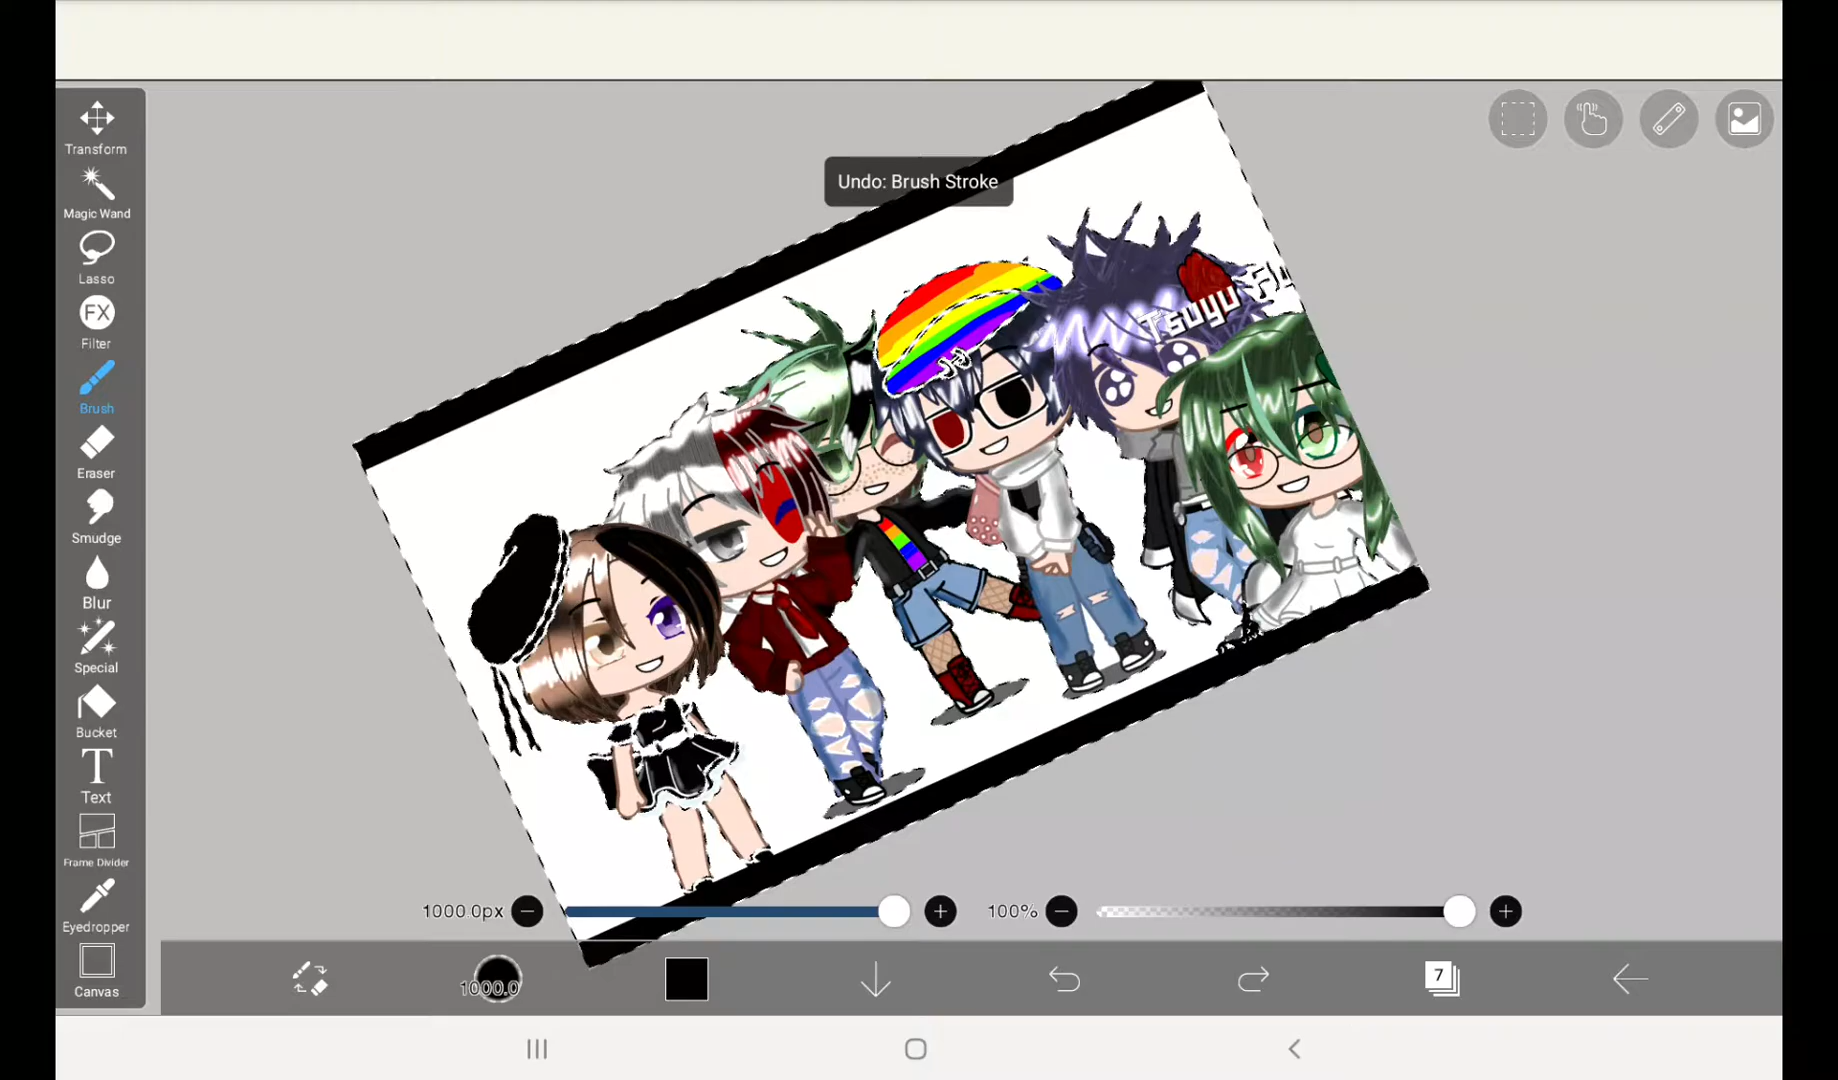 Transform
Magic Wand
Lasso
FX
Filter
Brush
Eraser
Smudge
Blur
Special
Bucket
T
Text
Frame Divider
Eyedropper
Canvas
Undo: Brush Stroke
Tsuyu
1000.0px
100%
1000.0
7